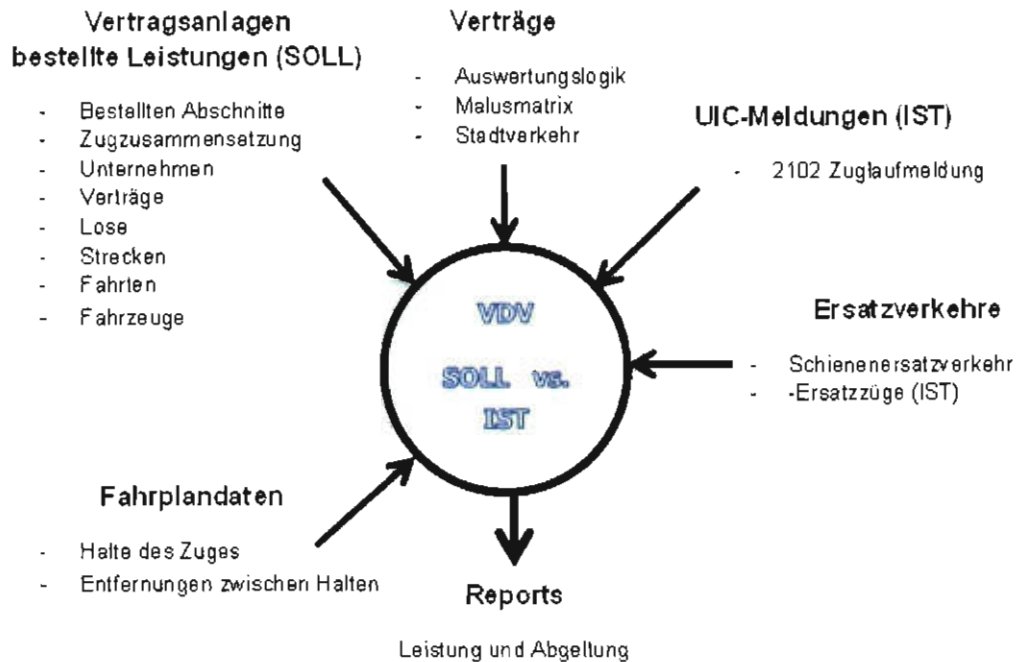 Vertragsanlagen
bestellte Leistungen (SOLL)
- Bestellten Abschnitte
- Zugzusammensetzung
- Unternehmen
- Verträge
- Lose
- Strecken
- Fahrten
- Fahrzeuge
Verträge
- Auswertungslogik
- Malusmatrix
- Stadtverkehr
UIC-Meldungen (IST)
- 2102 Zuglaufmeldung
Ersatzverkehre
- Schienenersatzverkehr
- -Ersatzzüge (IST)
VDV
SOLL vs.
IST
Fahrplandaten
- Halte des Zuges
- Entfernungen zwischen Halten
Reports
Leistung und Abgeltung